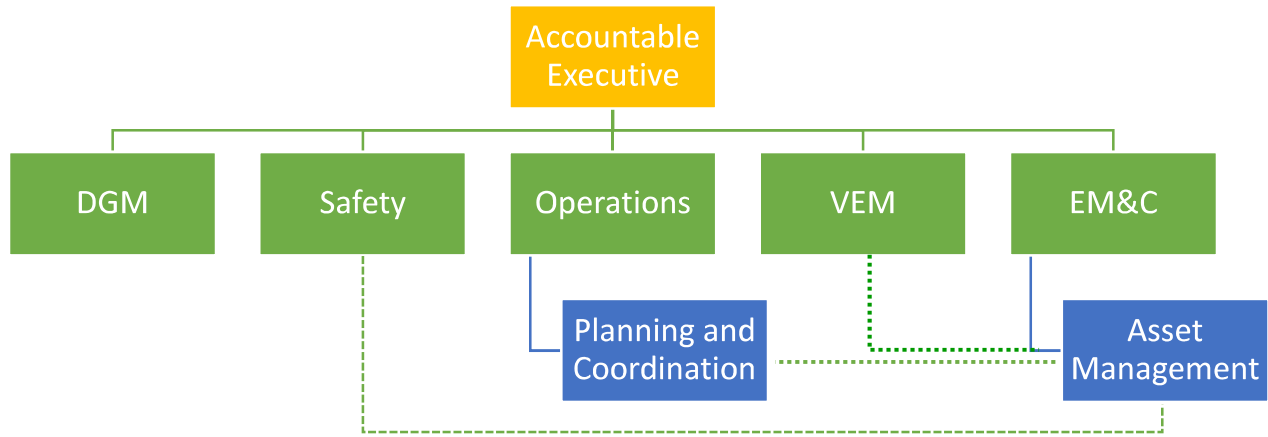 Accountable
Executive
DGM
Safety
Operations
VEM
EM&C
Planning and
Coordination
Asset
Management